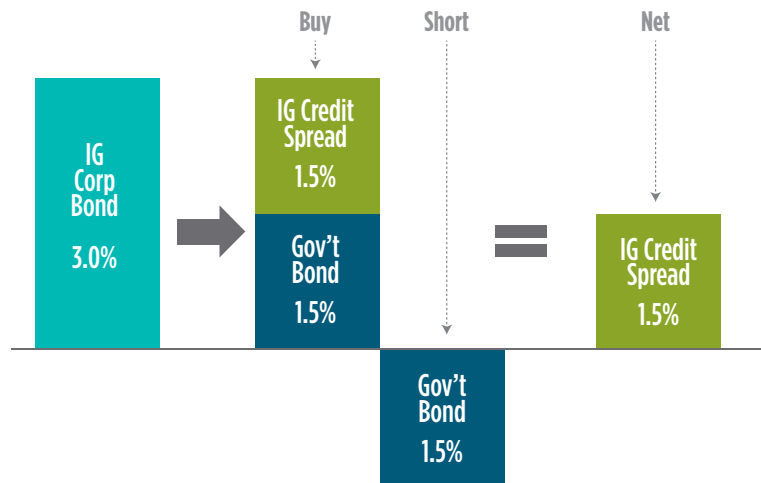 Buy
Short
Net
IG
Corp
Bond
3.0%
IG Credit
Spread
1.5%
Gov't
Bond
1.5%
Gov't
Bond
1.5%
IG Credit
Spread
1.5%